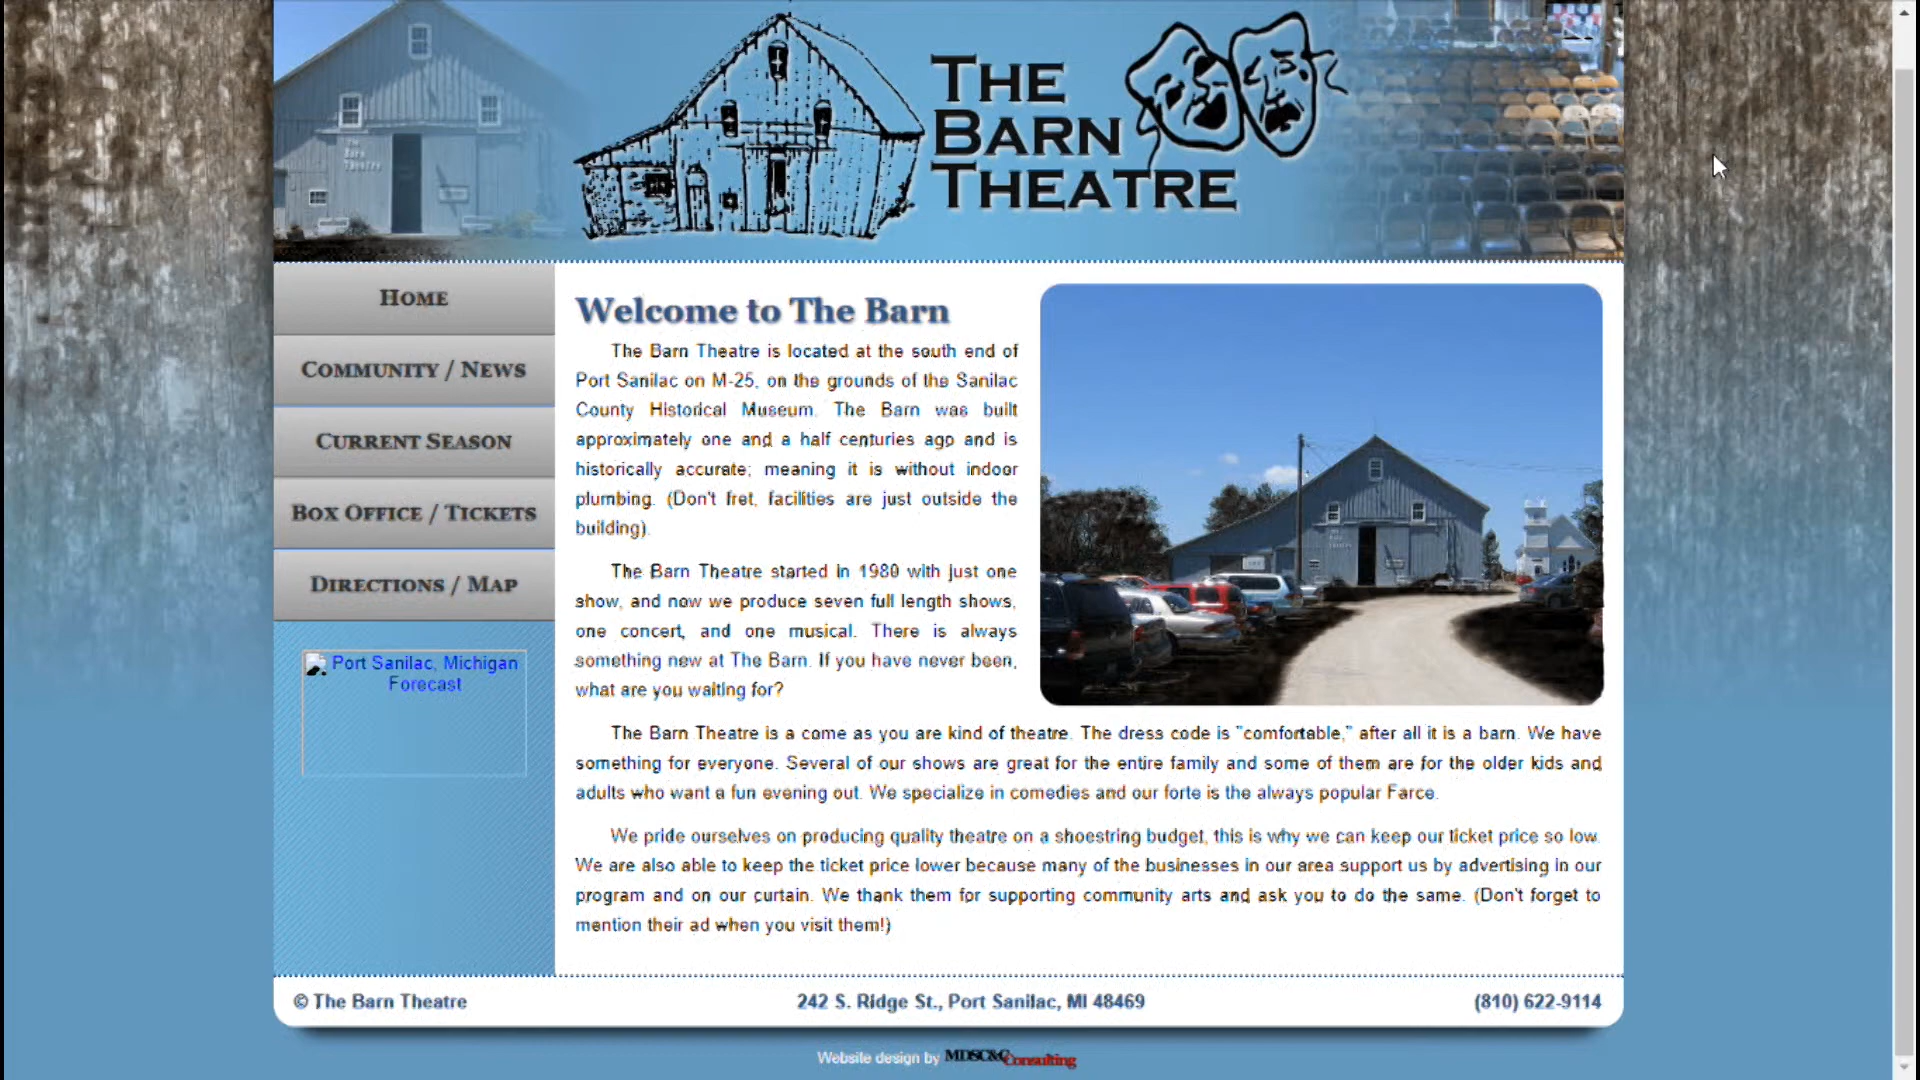 The Barn Theatre
THE
BARN
THEATRE
HOME
COMMUNITY / NEWS
CURRENT SEASON
BOX OFFICE / TICKETS
DIRECTIONS / MAP
Port Sanilac, Michigan
Forecast
Welcome to The Barn
The Barn Theatre is located at the south end of
Port Sanilac on M-25, on the grounds of the Sanilac
County Historical Museum. The Barn was built
approximately one and a half centuries ago and is
historically accurate; meaning it is without indoor
plumbing. (Don't fret, facilities are just outside the
building).
The Barn Theatre started in 1980 with just one
show, and now we produce seven full length shows,
one concert, and one musical. There is always
something new at The Barn. If you have never been,
what are you waiting for?
The Barn Theatre is a come as you are kind of theatre. The dress code is "comfortable," after all it is a barn. We have
something for everyone. Several of our shows are great for the entire family and some of them are for the older kids and
adults who want a fun evening out. We specialize in comedies and our forte is the always popular Farce.
We pride ourselves on producing quality theatre on a shoestring budget, this is why we can keep our ticket price so low.
We are also able to keep the ticket price lower because many of the businesses in our area support us by advertising in our
program and on our curtain. We thank them for supporting community arts and ask you to do the same. (Don't forget to
mention their ad when you visit them!)
© The Barn Theatre
242 S. Ridge St., Port Sanilac, MI 48469
(810) 622-9114
Website design by MDSC&C Consulting